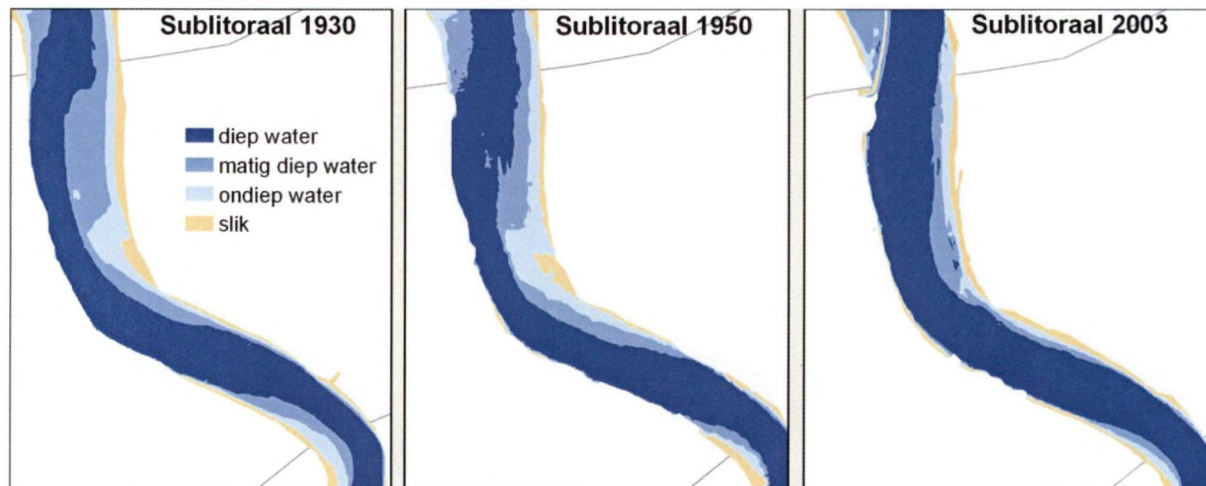 Sublitoraal 1930
diep water
matig diep water
ondiep water
slik
Sublitoraal 1950
Sublitoraal 2003